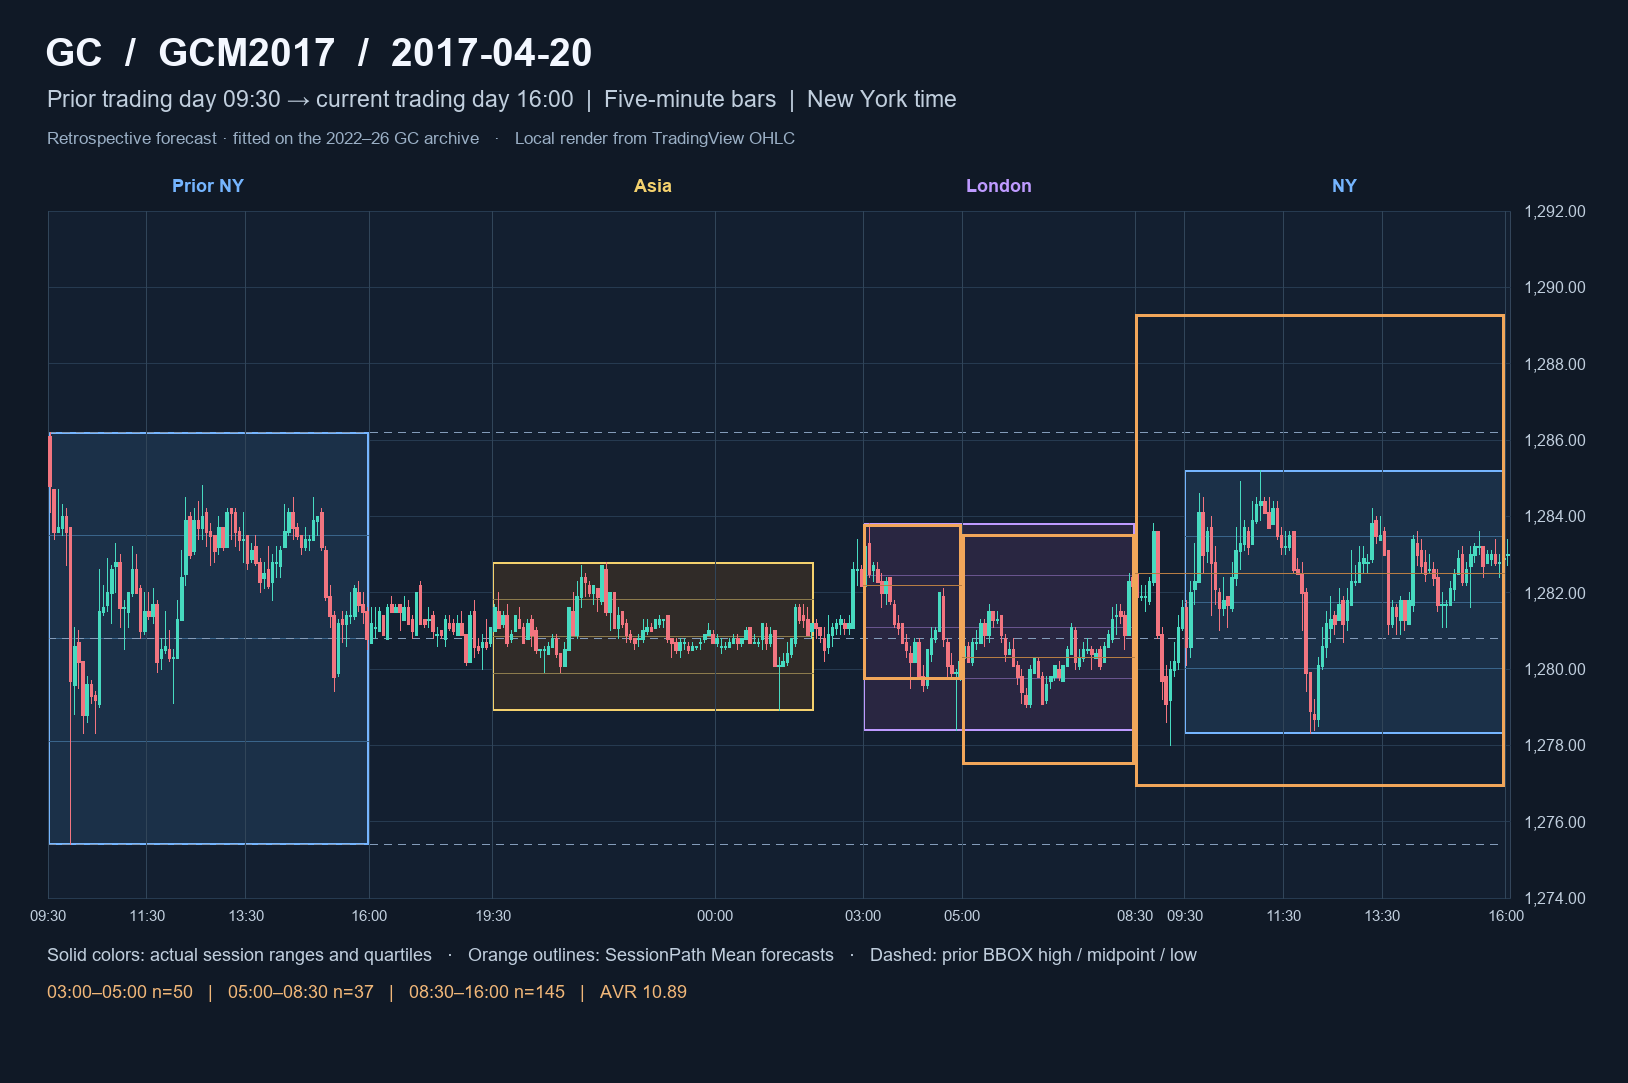 GC / GCM2017 / 2017-04-20
Prior trading day 09:30 → current trading day 16:00 | Five-minute bars | New York time
Retrospective forecast · fitted on the 2022–26 GC archive · Local render from TradingView OHLC
Prior NY Asia London NY
1,292.00
1,290.00
1,288.00
1,286.00
1,284.00
1,282.00
1,280.00
1,278.00
1,276.00
1,274.00
09:30 11:30 13:30 16:00 19:30 00:00 03:00 05:00 08:30 09:30 11:30 13:30 16:00
Solid colors: actual session ranges and quartiles · Orange outlines: SessionPath Mean forecasts · Dashed: prior BBOX high / midpoint / low
03:00–05:00 n=50 | 05:00–08:30 n=37 | 08:30–16:00 n=145 | AVR 10.89